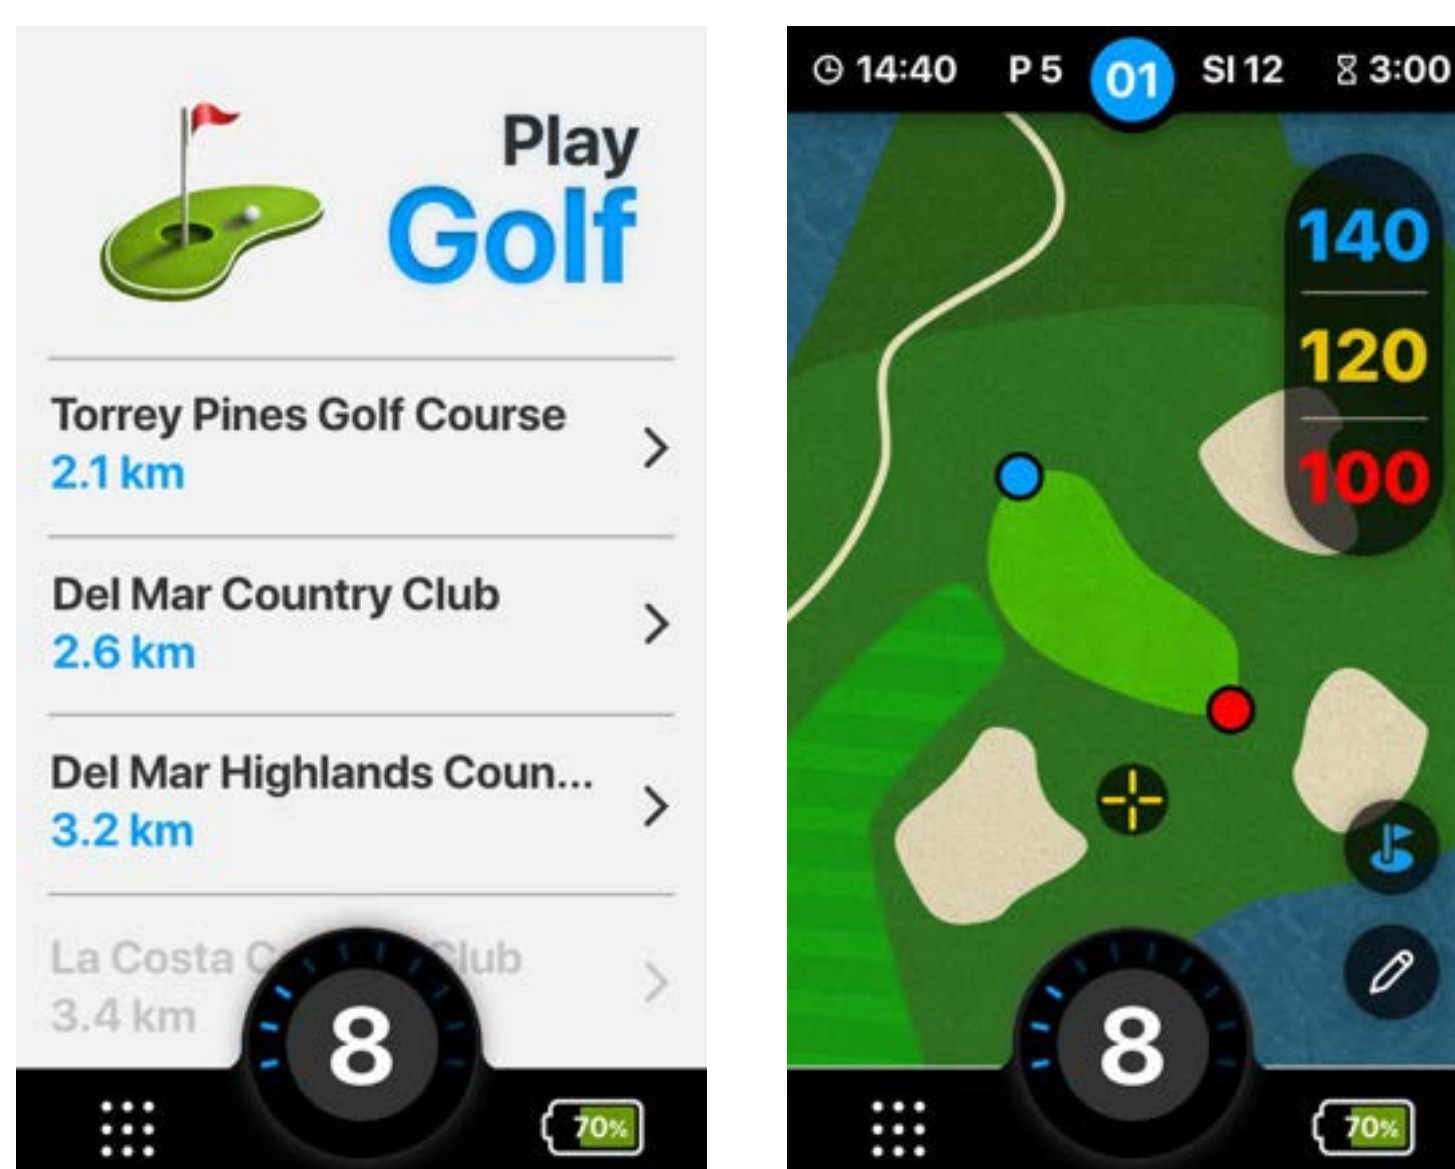 Play
Golf
Torrey Pines Golf Course
2.1 km
Del Mar Country Club
2.6 km
Del Mar Highlands Coun...
3.2 km
La Costa C Club
3.4 km
8
70%
14:40 P 5 01 SI 12 3:00
140
120
100
8
70%